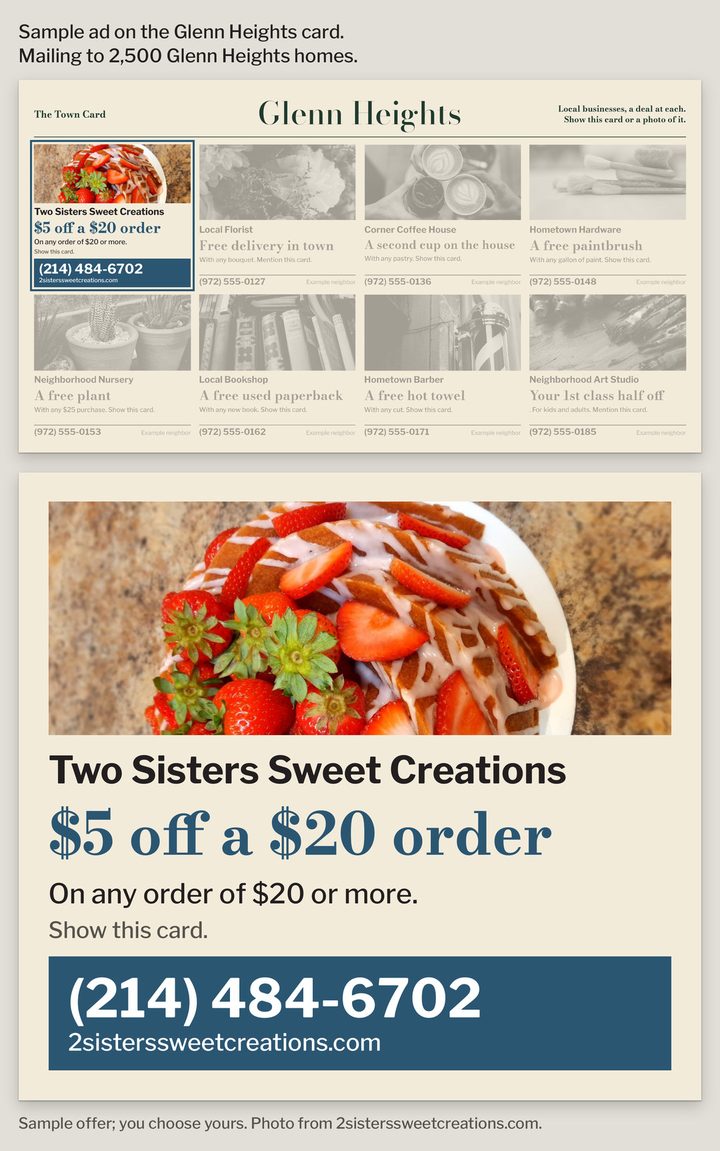 Sample ad on the Glenn Heights card.
Mailing to 2,500 Glenn Heights homes.
The Town Card
Glenn Heights
Local businesses, a deal at each.
Show this card or a photo of it.
Two Sisters Sweet Creations
$5 off a $20 order
On any order of $20 or more.
Show this card.
(214) 484-6702
2sisterssweetcreations.com
Local Florist
Free delivery in town
With any bouquet. Mention this card.
(972) 555-0127
Example neighbor
Corner Coffee House
A second cup on the house
With any pastry. Show this card.
(972) 555-0136
Example neighbor
Hometown Hardware
A free paintbrush
With any gallon of paint. Show this card.
(972) 555-0148
Example neighbor
Neighborhood Nursery
A free plant
With any $25 purchase. Show this card.
(972) 555-0153
Example neighbor
Local Bookshop
A free used paperback
With any new book. Show this card.
(972) 555-0162
Example neighbor
Hometown Barber
A free hot towel
With any cut. Show this card.
(972) 555-0171
Example neighbor
Neighborhood Art Studio
Your 1st class half off
For kids and adults. Mention this card.
(972) 555-0185
Example neighbor
Two Sisters Sweet Creations
$5 off a $20 order
On any order of $20 or more.
Show this card.
(214) 484-6702
2sisterssweetcreations.com
Sample offer; you choose yours. Photo from 2sisterssweetcreations.com.